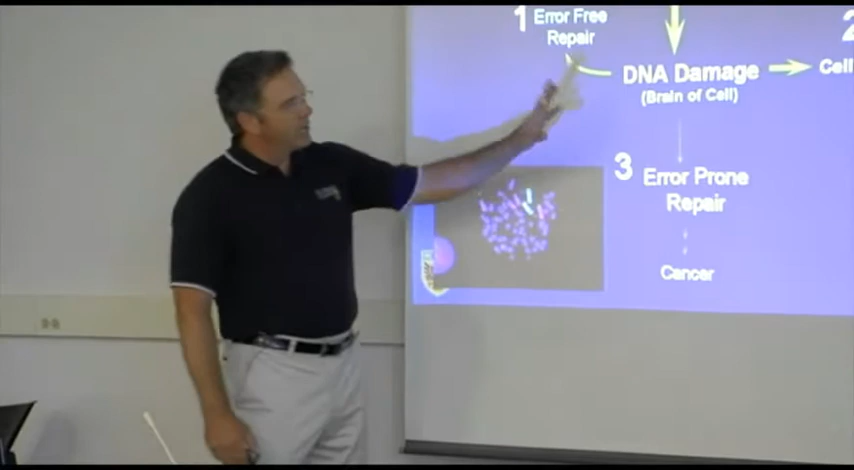 1 Error Free
Repair
2
DNA Damage
Cell
(Brain of Cell)
3 Error Prone
Repair
Cancer